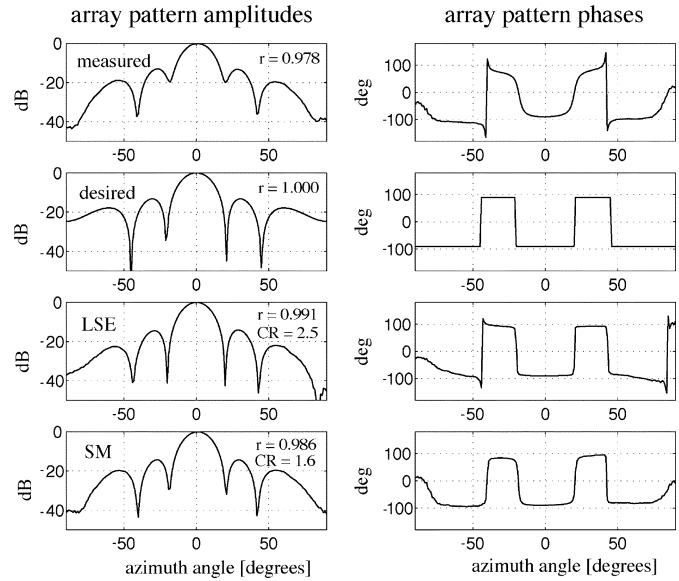 array pattern amplitudes
array pattern phases
0
-20
-40
dB
measured
r = 0.978
-50
0
50
100
0
-100
deg
-50
0
50
0
-20
-40
dB
desired
r = 1.000
-50
0
50
100
0
-100
deg
-50
0
50
0
-20
-40
dB
LSE
r = 0.991
CR = 2.5
-50
0
50
100
0
-100
deg
-50
0
50
0
-20
-40
dB
SM
r = 0.986
CR = 1.6
-50
0
50
azimuth angle [degrees]
100
0
-100
deg
-50
0
50
azimuth angle [degrees]